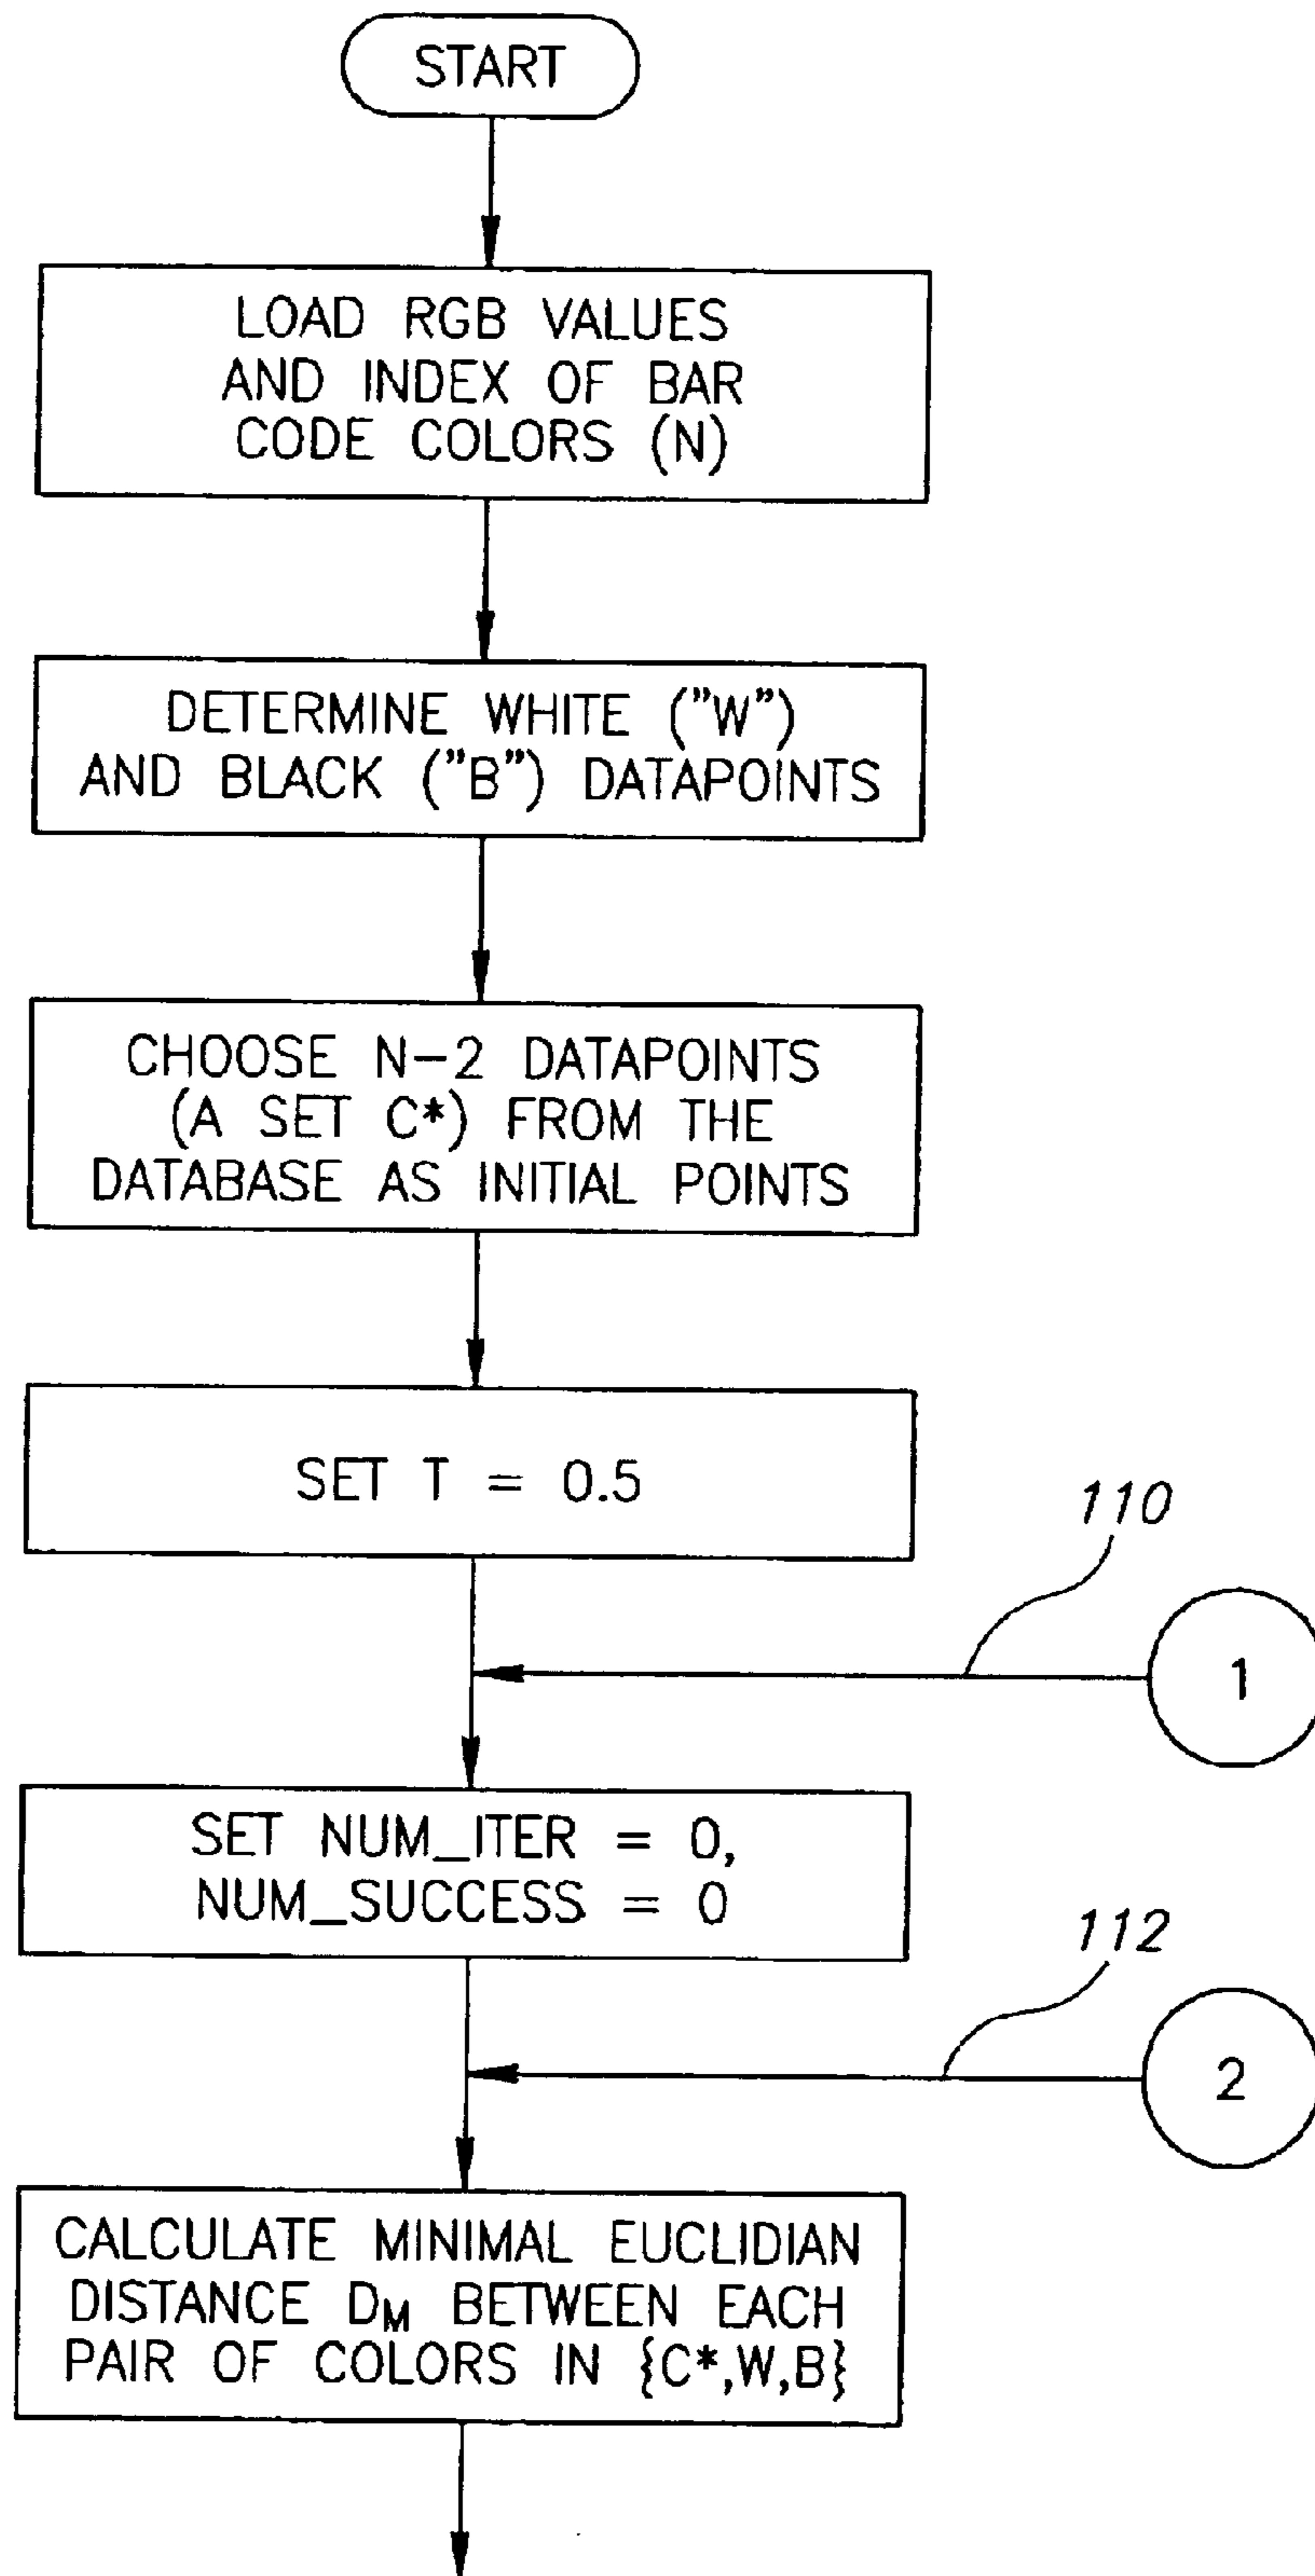 START
LOAD RGB VALUES
AND INDEX OF BAR
CODE COLORS (N)
DETERMINE WHITE ("W")
AND BLACK ("B") DATAPOINTS
CHOOSE N-2 DATAPOINTS
(A SET C*) FROM THE
DATABASE AS INITIAL POINTS
SET T = 0.5
110
1
SET NUM_ITER = 0,
NUM_SUCCESS = 0
112
2
CALCULATE MINIMAL EUCLIDIAN
DISTANCE DM BETWEEN EACH
PAIR OF COLORS IN {C*,W,B}